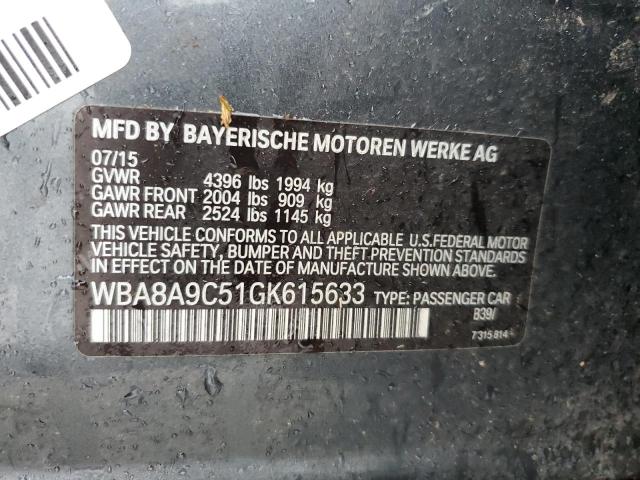 MFD BY BAYERISCHE MOTOREN WERKE AG
07/15
GVWR 4396 lbs 1994 kg
GAWR FRONT 2004 lbs 909 kg
GAWR REAR 2524 lbs 1145 kg
THIS VEHICLE CONFORMS TO ALL APPLICABLE U.S.FEDERAL MOTOR
VEHICLE SAFETY, BUMPER AND THEFT PREVENTION STANDARDS
IN EFFECT ON THE DATE OF MANUFACTURE SHOWN ABOVE.
WBA8A9C51GK615633 TYPE: PASSENGER CAR
B39/
7315814